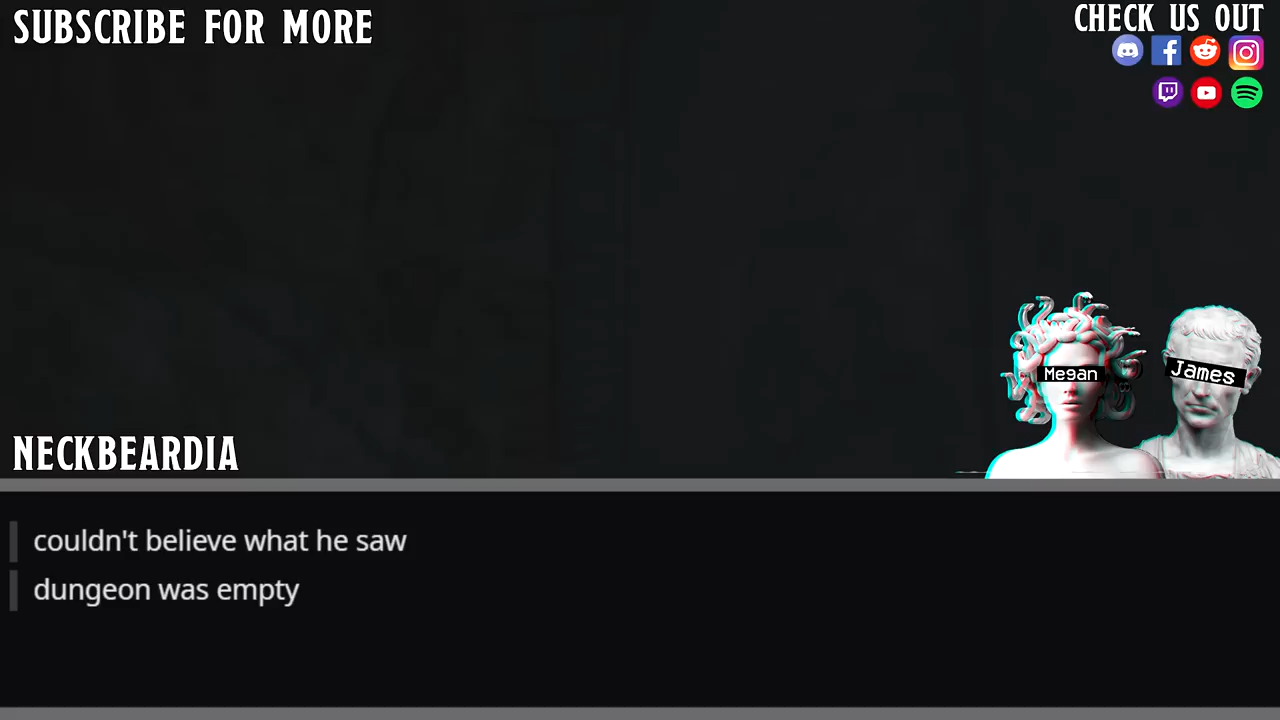 SUBSCRIBE FOR MORE
CHECK US OUT
Megan
James
NECKBEARDIA
couldn't believe what he saw
dungeon was empty